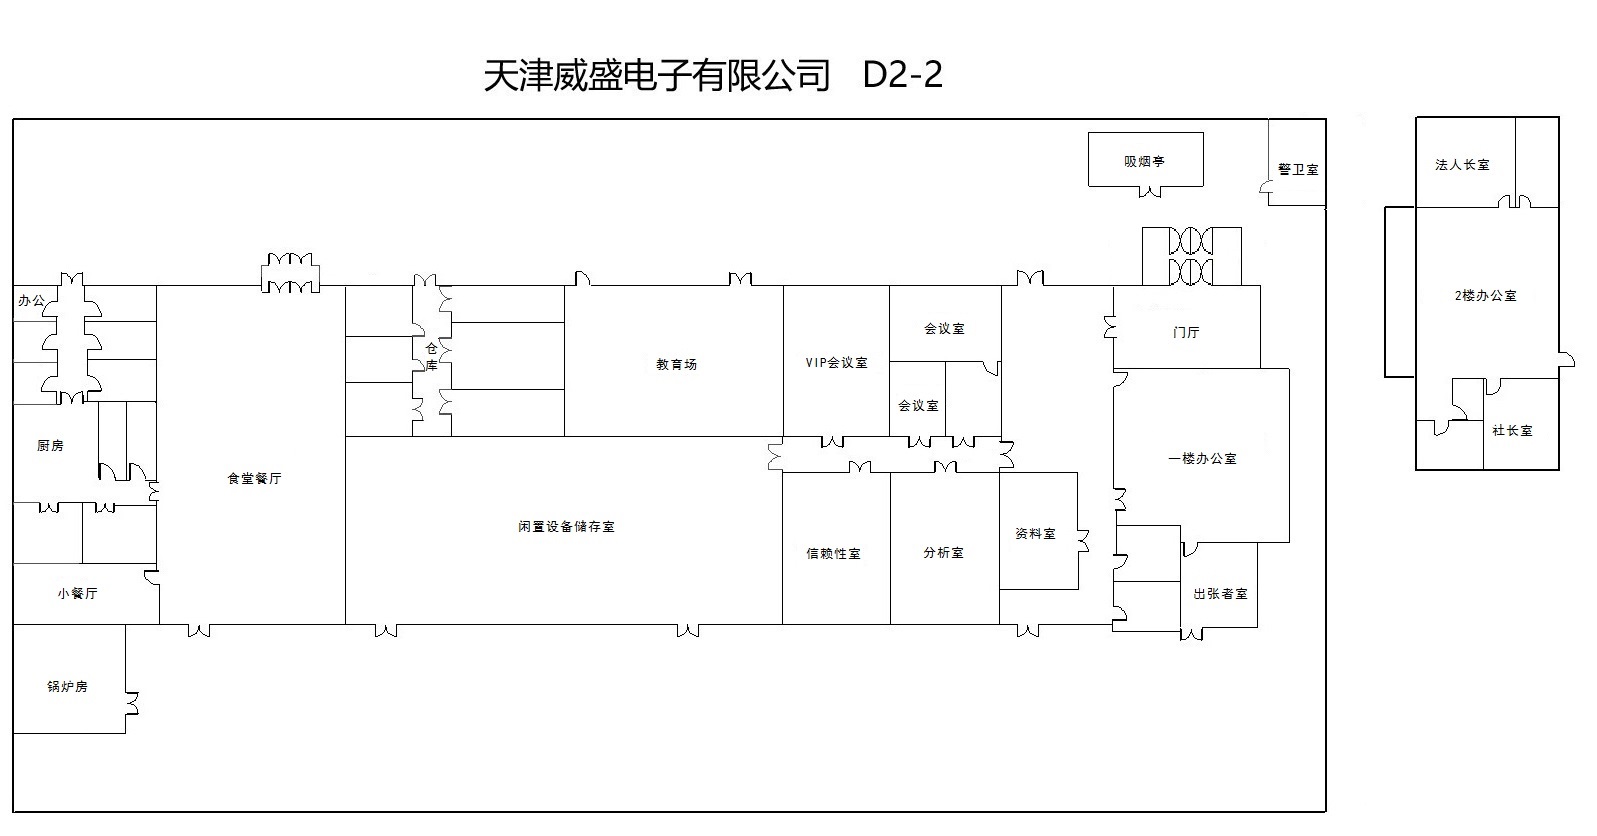 天津威盛电子有限公司 D2-2
吸烟亭
警卫室
法人长室
办公
会议室
门厅
2楼办公室
仓
库
教育场
VIP会议室
会议室
厨房
食堂餐厅
一楼办公室
社长室
闲置设备储存室
信赖性室
分析室
资料室
小餐厅
出张者室
锅炉房